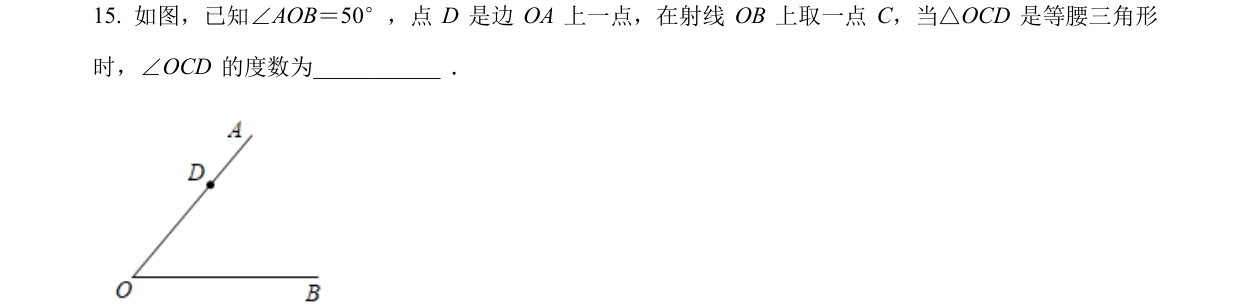 15. 如图，已知∠AOB＝50°，点 D 是边 OA 上一点，在射线 OB 上取一点 C，当△OCD 是等腰三角形
时，∠OCD 的度数为___________ ．
A
D
O
B